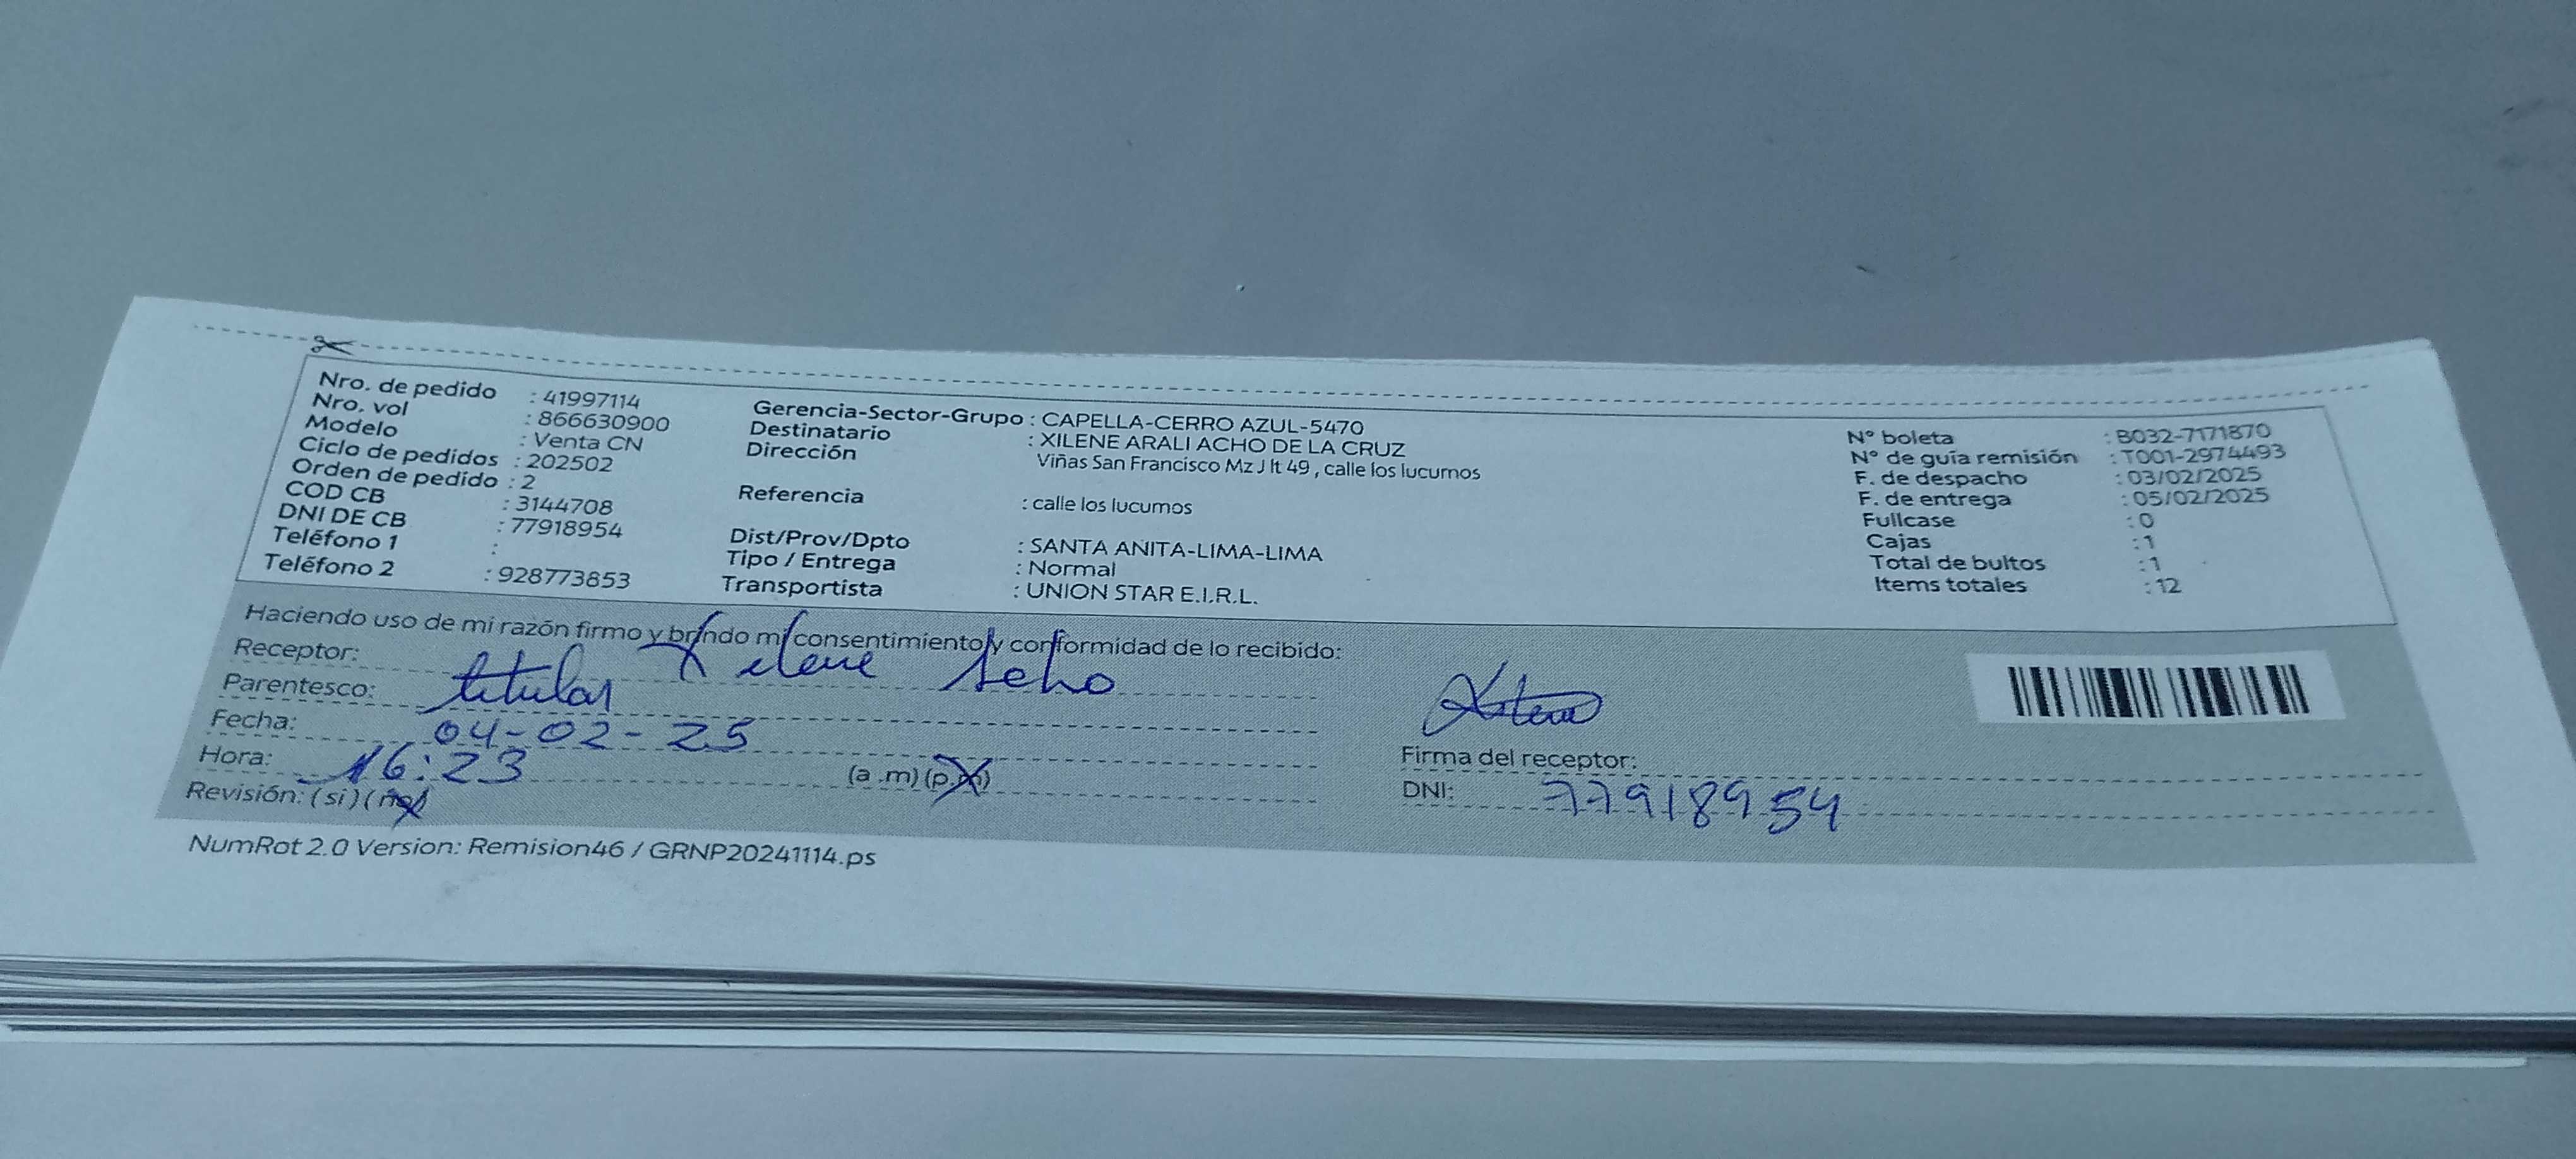 Nro. de pedido : 41997114
Nro. vol : 866630900
Modelo : Venta CN
Ciclo de pedidos : 202502
Orden de pedido : 2
COD CB : 3144708
DNI DE CB : 77918954
Teléfono 1 :
Teléfono 2 : 928773853
Gerencia-Sector-Grupo : CAPELLA-CERRO AZUL-5470
Destinatario : XILENE ARALI ACHO DE LA CRUZ
Dirección Viñas San Francisco Mz J lt 49 , calle los lucumos
Referencia : calle los lucumos
Dist/Prov/Dpto : SANTA ANITA-LIMA-LIMA
Tipo / Entrega : Normal
Transportista : UNION STAR E.I.R.L.
N° boleta : B032-7171870
N° de guía remisión : T001-2974493
F. de despacho : 03/02/2025
F. de entrega : 05/02/2025
Fullcase : 0
Cajas : 1
Total de bultos : 1
Items totales : 12
Haciendo uso de mi razón firmo y brindo mi consentimiento y conformidad de lo recibido:
Receptor: Xilene Acho
Parentesco: titular
Fecha: 04-02-25
Hora: 16:23 (a .m) (p.m)
Revisión: (si) (no)
Firma del receptor:
DNI: 77918954
NumRot 2.0 Version: Remision46 / GRNP20241114.ps